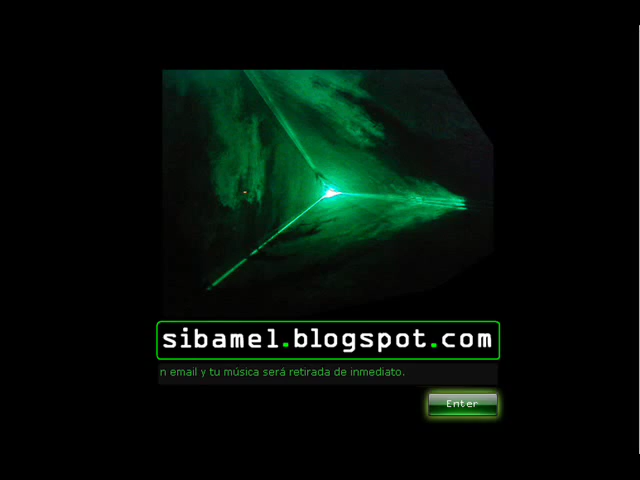 sibamel.blogspot.com
n email y tu música será retirada de inmediato.
Enter